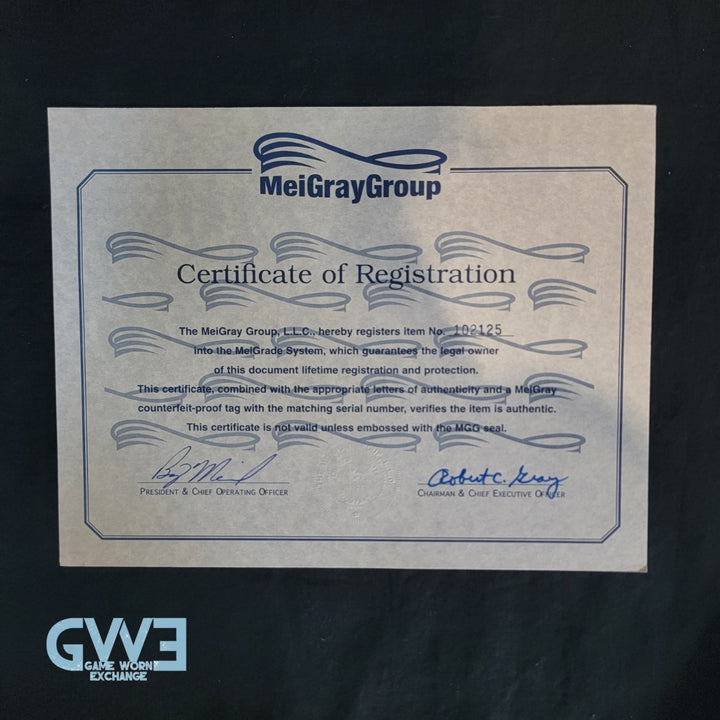 MeiGrayGroup
Certificate of Registration
The MeiGray Group, L.L.C., hereby registers item No. 102125
into the MeiGrade System, which guarantees the legal owner
of this document lifetime registration and protection.
This certificate, combined with the appropriate letters of authenticity and a MeiGray
counterfeit-proof tag with the matching serial number, verifies the item is authentic.
This certificate is not valid unless embossed with the MGG seal.
Robert C. Gray
PRESIDENT & CHIEF OPERATING OFFICER
CHAIRMAN & CHIEF EXECUTIVE OFFICER
GWE
GAME WORN
EXCHANGE